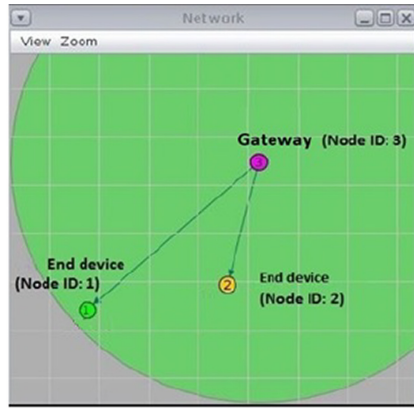 Network
View Zoom
Gateway (Node ID: 3)
3
End device
(Node ID: 1)
1
2
End device
(Node ID: 2)